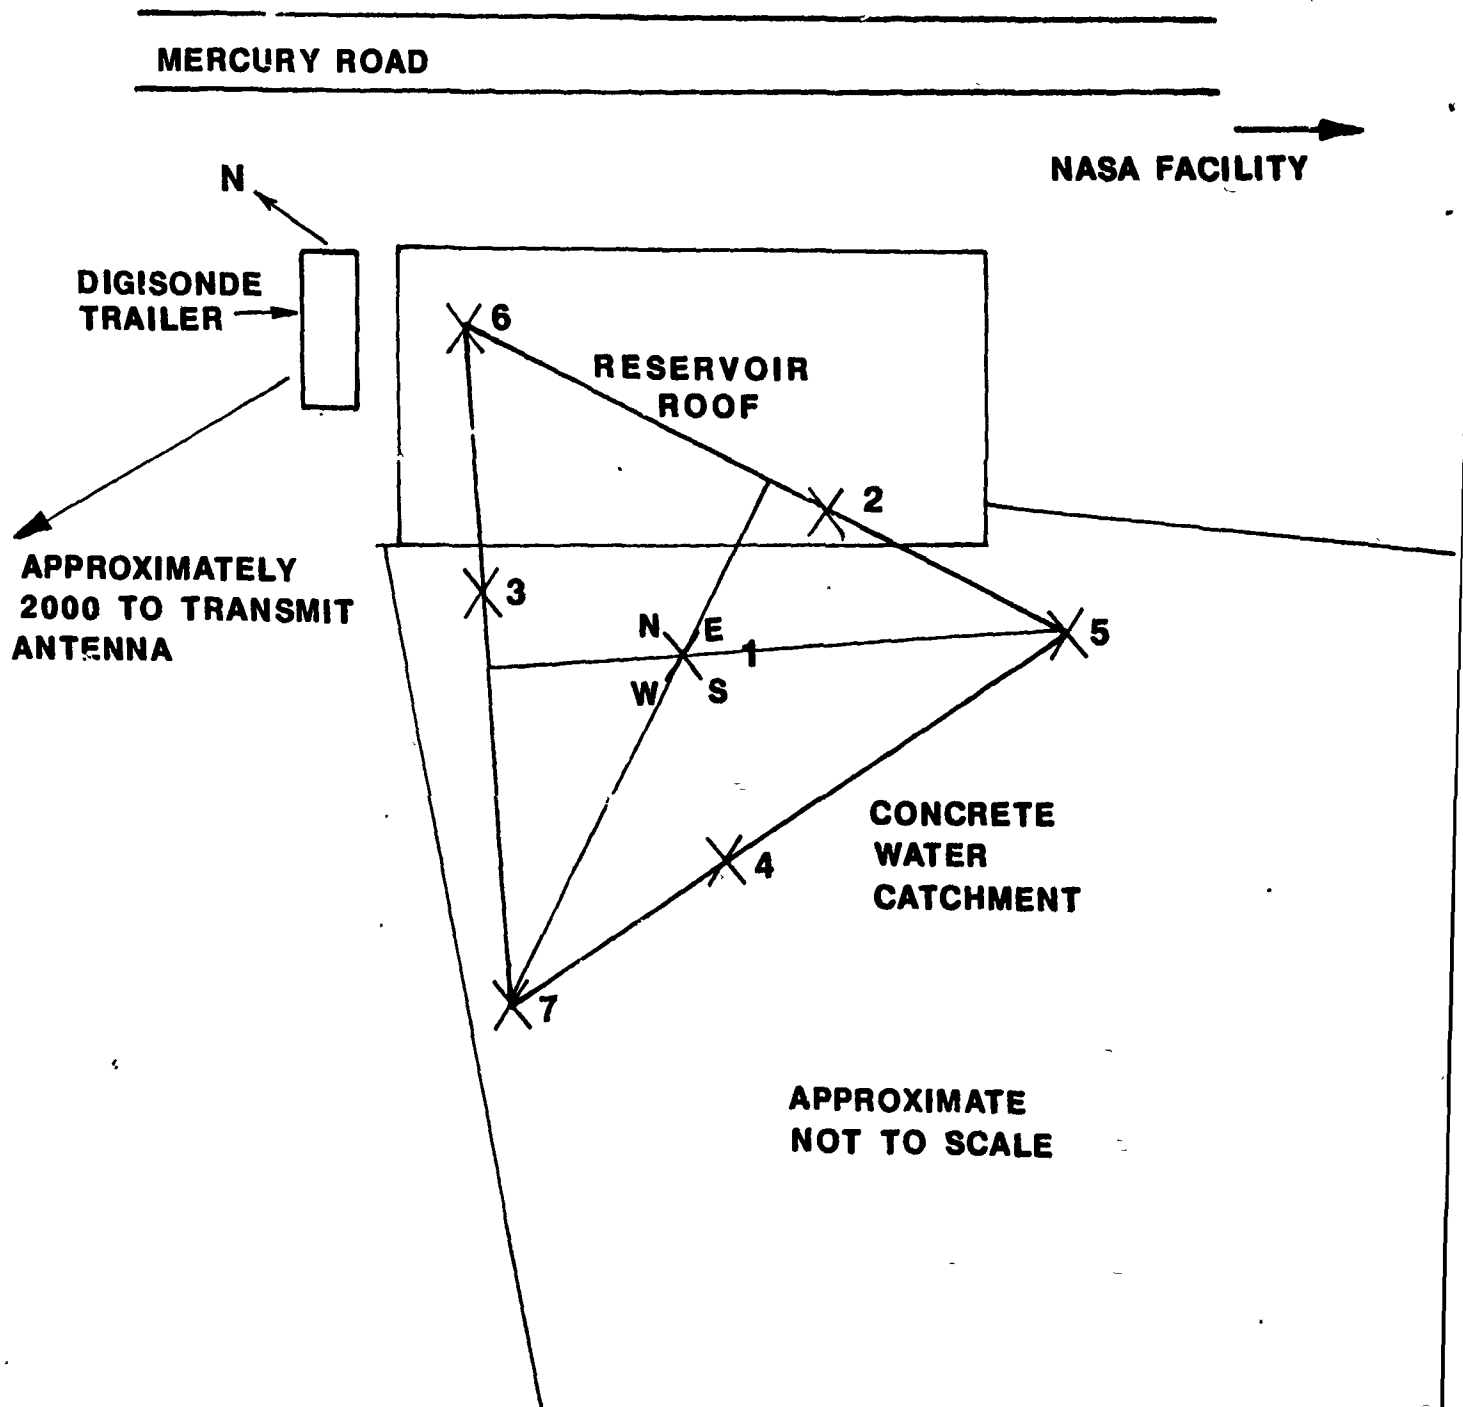 MERCURY ROAD
NASA FACILITY
N
DIGISONDE
TRAILER
6
RESERVOIR
ROOF
2
APPROXIMATELY
2000 TO TRANSMIT
ANTENNA
3
N E
1
5
W S
CONCRETE
WATER
CATCHMENT
4
7
APPROXIMATE
NOT TO SCALE